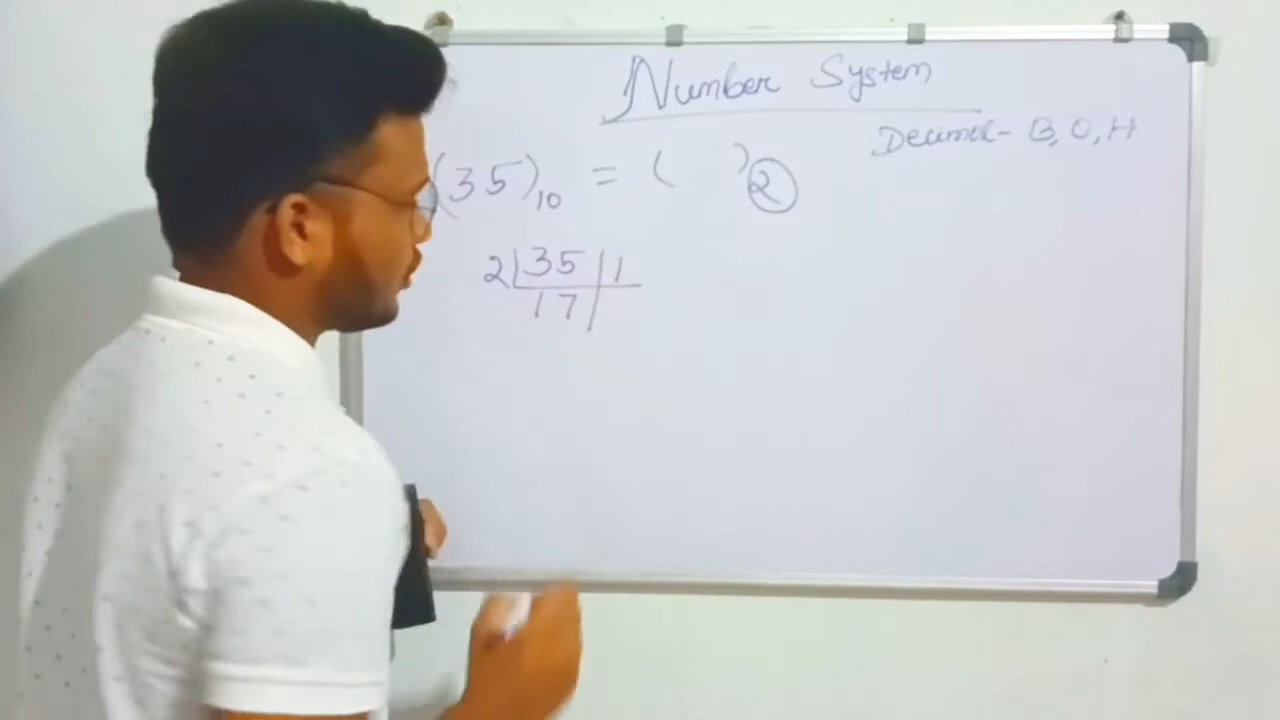 Number System
Decimal - B, O, H
(35)10 = ( )2
2 | 35 | 1
17